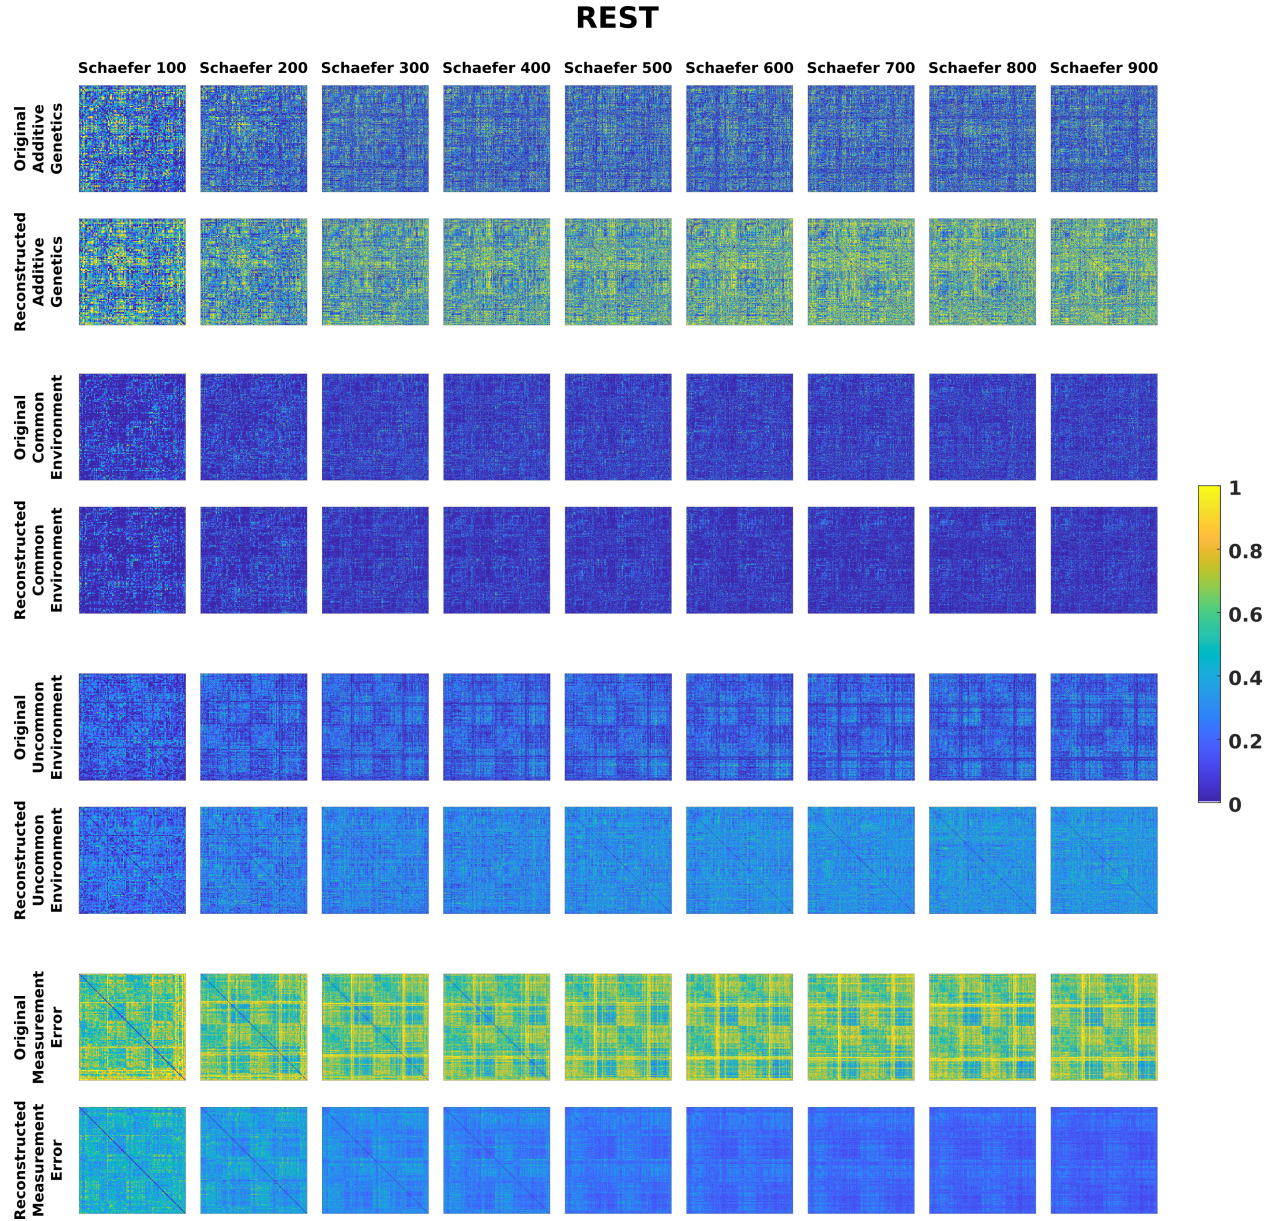 REST
Schaefer 100 Schaefer 200 Schaefer 300 Schaefer 400 Schaefer 500 Schaefer 600 Schaefer 700 Schaefer 800 Schaefer 900
Original
Additive
Genetics
Reconstructed
Additive
Genetics
Original
Common
Environment
Reconstructed
Common
Environment
Original
Uncommon
Environment
Reconstructed
Uncommon
Environment
Original
Measurement
Error
Reconstructed
Measurement
Error
1
0.8
0.6
0.4
0.2
0